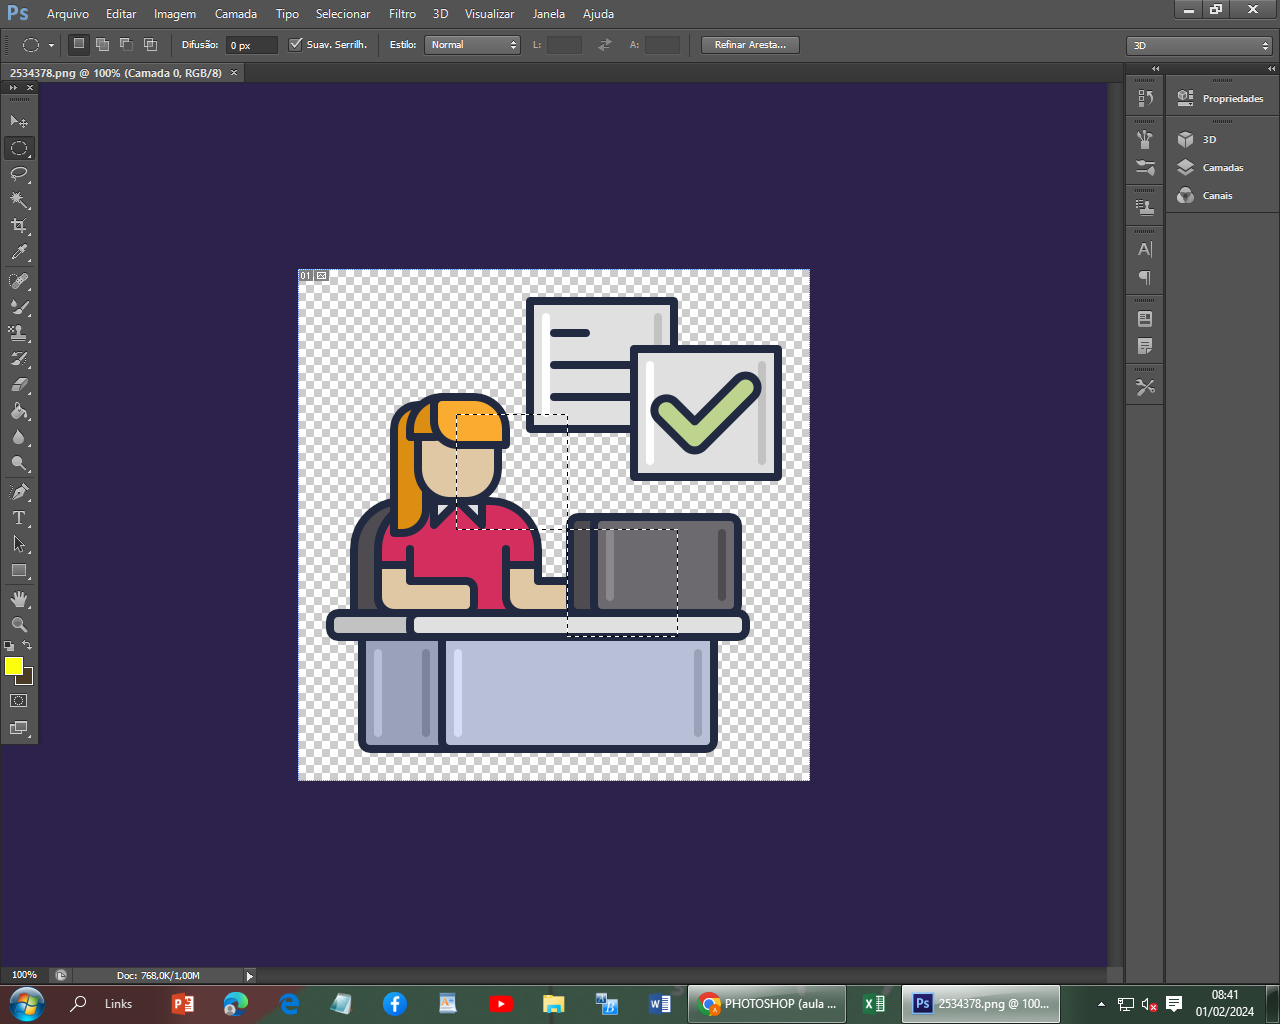 Ps Arquivo Editar Imagem Camada Tipo Selecionar Filtro 3D Visualizar Janela Ajuda
Difusão: 0 px Suav. Serrilh. Estilo: Normal L: A: Refinar Aresta... 3D
2534378.png @ 100% (Camada 0, RGB/8) ×
Propriedades
3D
Camadas
Canais
01
100% Doc: 768,0K/1,00M
Links PHOTOSHOP (aula ... Ps 2534378.png @ 100...
08:41
01/02/2024